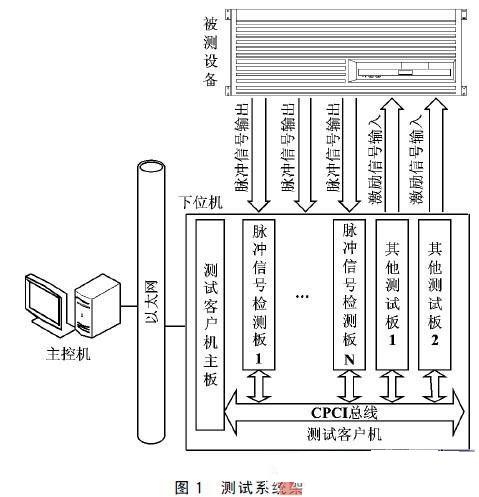 被测设备
脉冲信号输出
脉冲信号输出
脉冲信号输出
激励信号输入
激励信号输入
下位机
以太网
主控机
测试客户机主板
脉冲信号检测板1
...
脉冲信号检测板N
其他测试板1
其他测试板2
CPCI总线
测试客户机
图 1 测试系统架